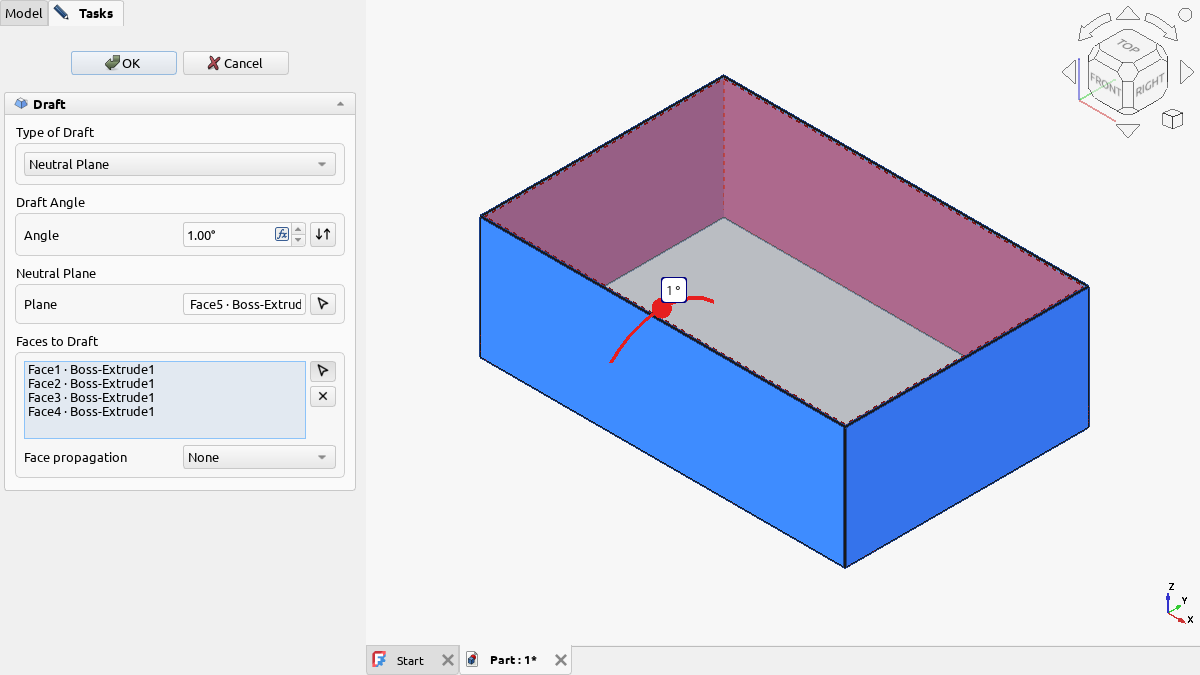 Model Tasks
OK Cancel
Draft
Type of Draft
Neutral Plane
Draft Angle
Angle 1.00° fx
Neutral Plane
Plane Face5 · Boss-Extrud
Faces to Draft
Face1 · Boss-Extrude1
Face2 · Boss-Extrude1
Face3 · Boss-Extrude1
Face4 · Boss-Extrude1
Face propagation None
TOP
FRONT RIGHT
1 °
Z
Y
X
Start Part : 1*